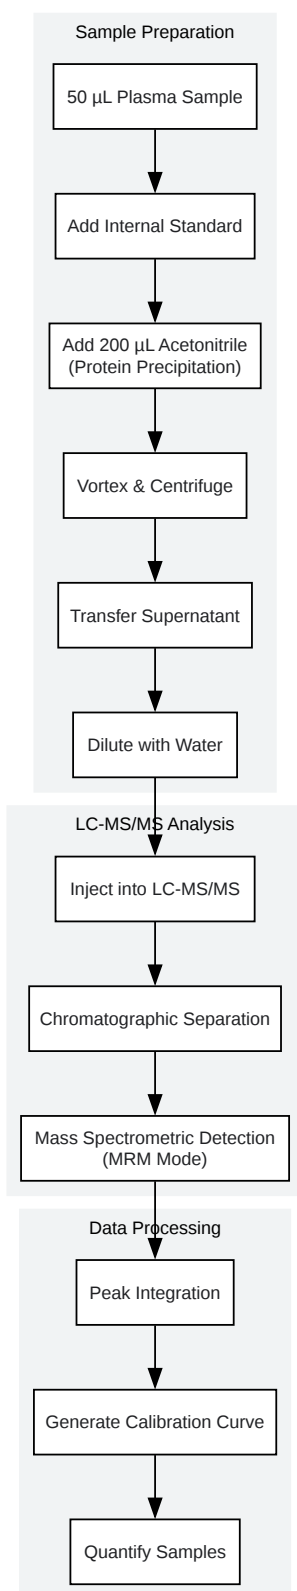 Sample Preparation
50 µL Plasma Sample
Add Internal Standard
Add 200 µL Acetonitrile
(Protein Precipitation)
Vortex & Centrifuge
Transfer Supernatant
Dilute with Water
LC-MS/MS Analysis
Inject into LC-MS/MS
Chromatographic Separation
Mass Spectrometric Detection
(MRM Mode)
Data Processing
Peak Integration
Generate Calibration Curve
Quantify Samples